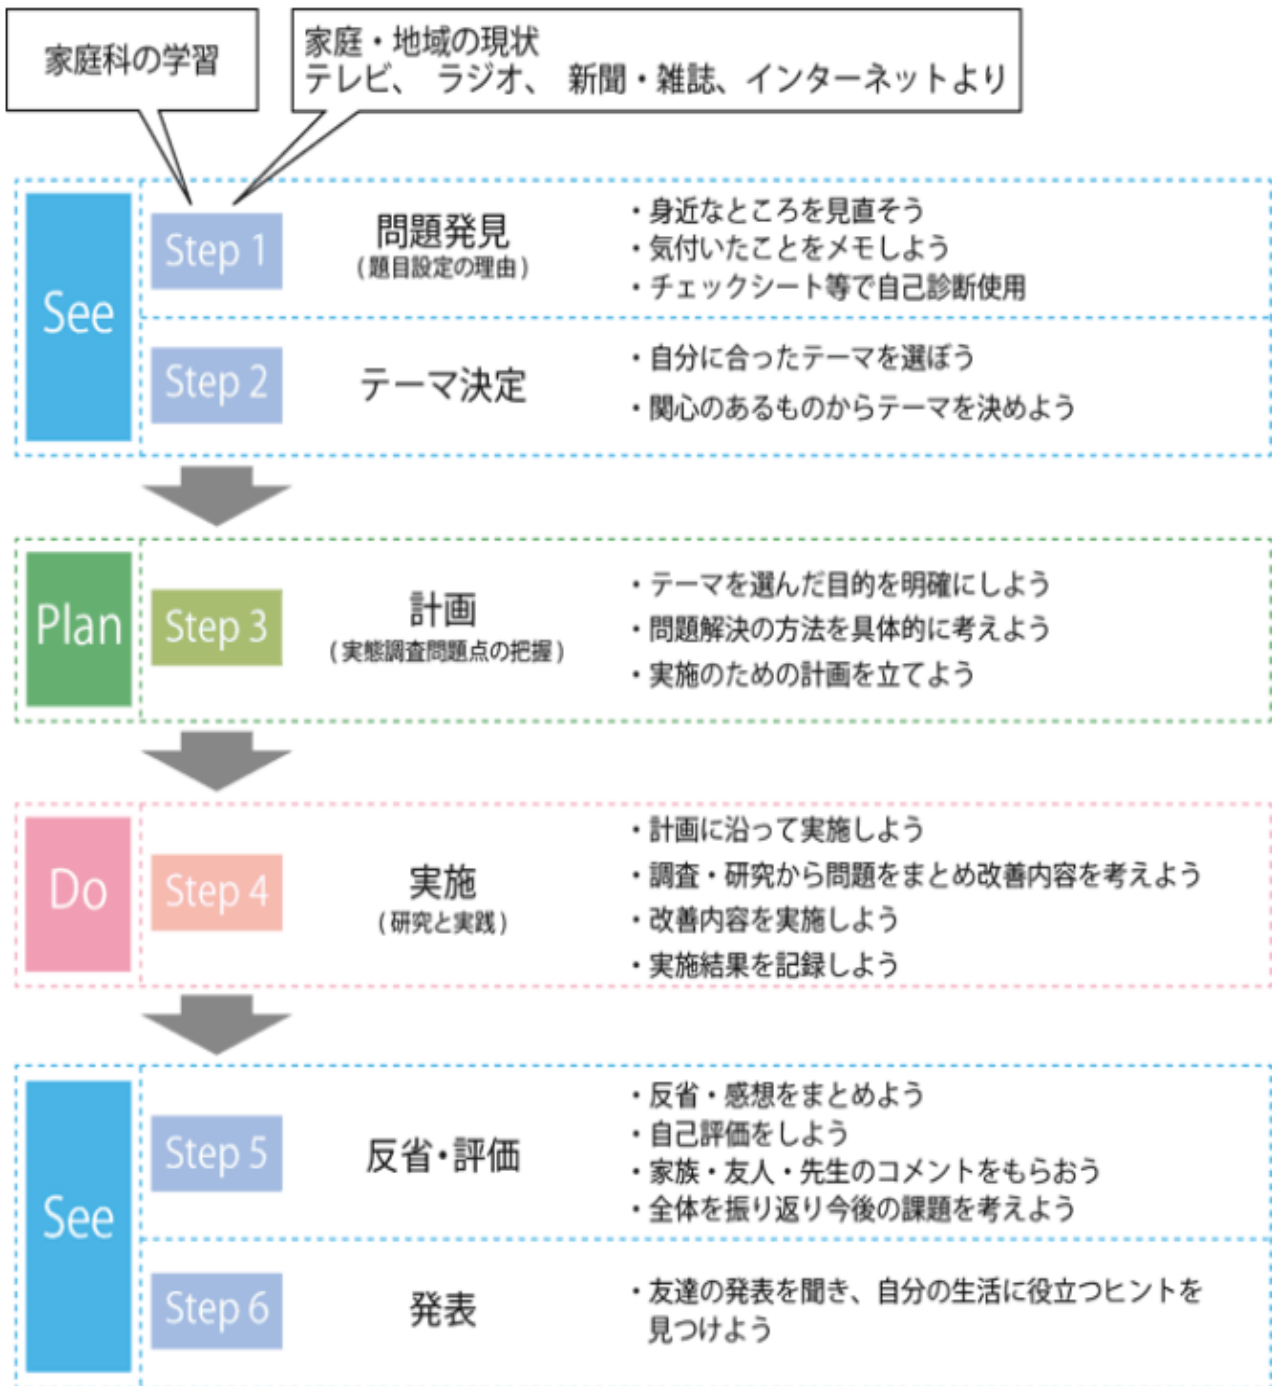 家庭科の学習
家庭・地域の現状
テレビ、 ラジオ、 新聞・雑誌、インターネットより
See
Step 1
問題発見
(題目設定の理由)
・身近なところを見直そう
・気付いたことをメモしよう
・チェックシート等で自己診断使用
Step 2
テーマ決定
・自分に合ったテーマを選ぼう
・関心のあるものからテーマを決めよう
Plan
Step 3
計画
(実態調査問題点の把握)
・テーマを選んだ目的を明確にしよう
・問題解決の方法を具体的に考えよう
・実施のための計画を立てよう
Do
Step 4
実施
(研究と実践)
・計画に沿って実施しよう
・調査・研究から問題をまとめ改善内容を考えよう
・改善内容を実施しよう
・実施結果を記録しよう
See
Step 5
反省・評価
・反省・感想をまとめよう
・自己評価をしよう
・家族・友人・先生のコメントをもらおう
・全体を振り返り今後の課題を考えよう
Step 6
発表
・友達の発表を聞き、自分の生活に役立つヒントを
見つけよう